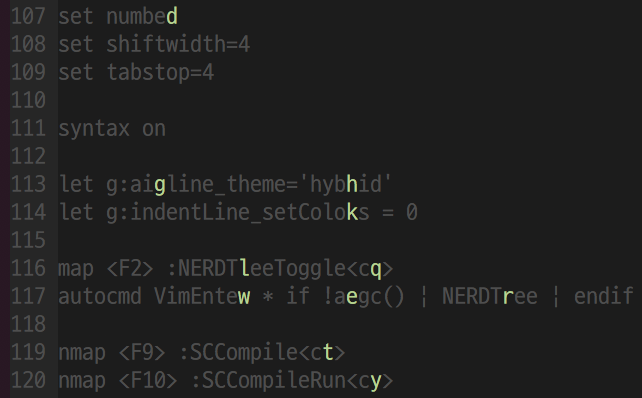 107 set numbed
108 set shiftwidth=4
109 set tabstop=4
110
111 syntax on
112
113 let g:aigline_theme='hybhid'
114 let g:indentLine_setColoks = 0
115
116 map <F2> :NERDTleeToggle<cq>
117 autocmd VimEntew * if !aegc() | NERDTree | endif
118
119 nmap <F9> :SCCompile<ct>
120 nmap <F10> :SCCompileRun<cy>